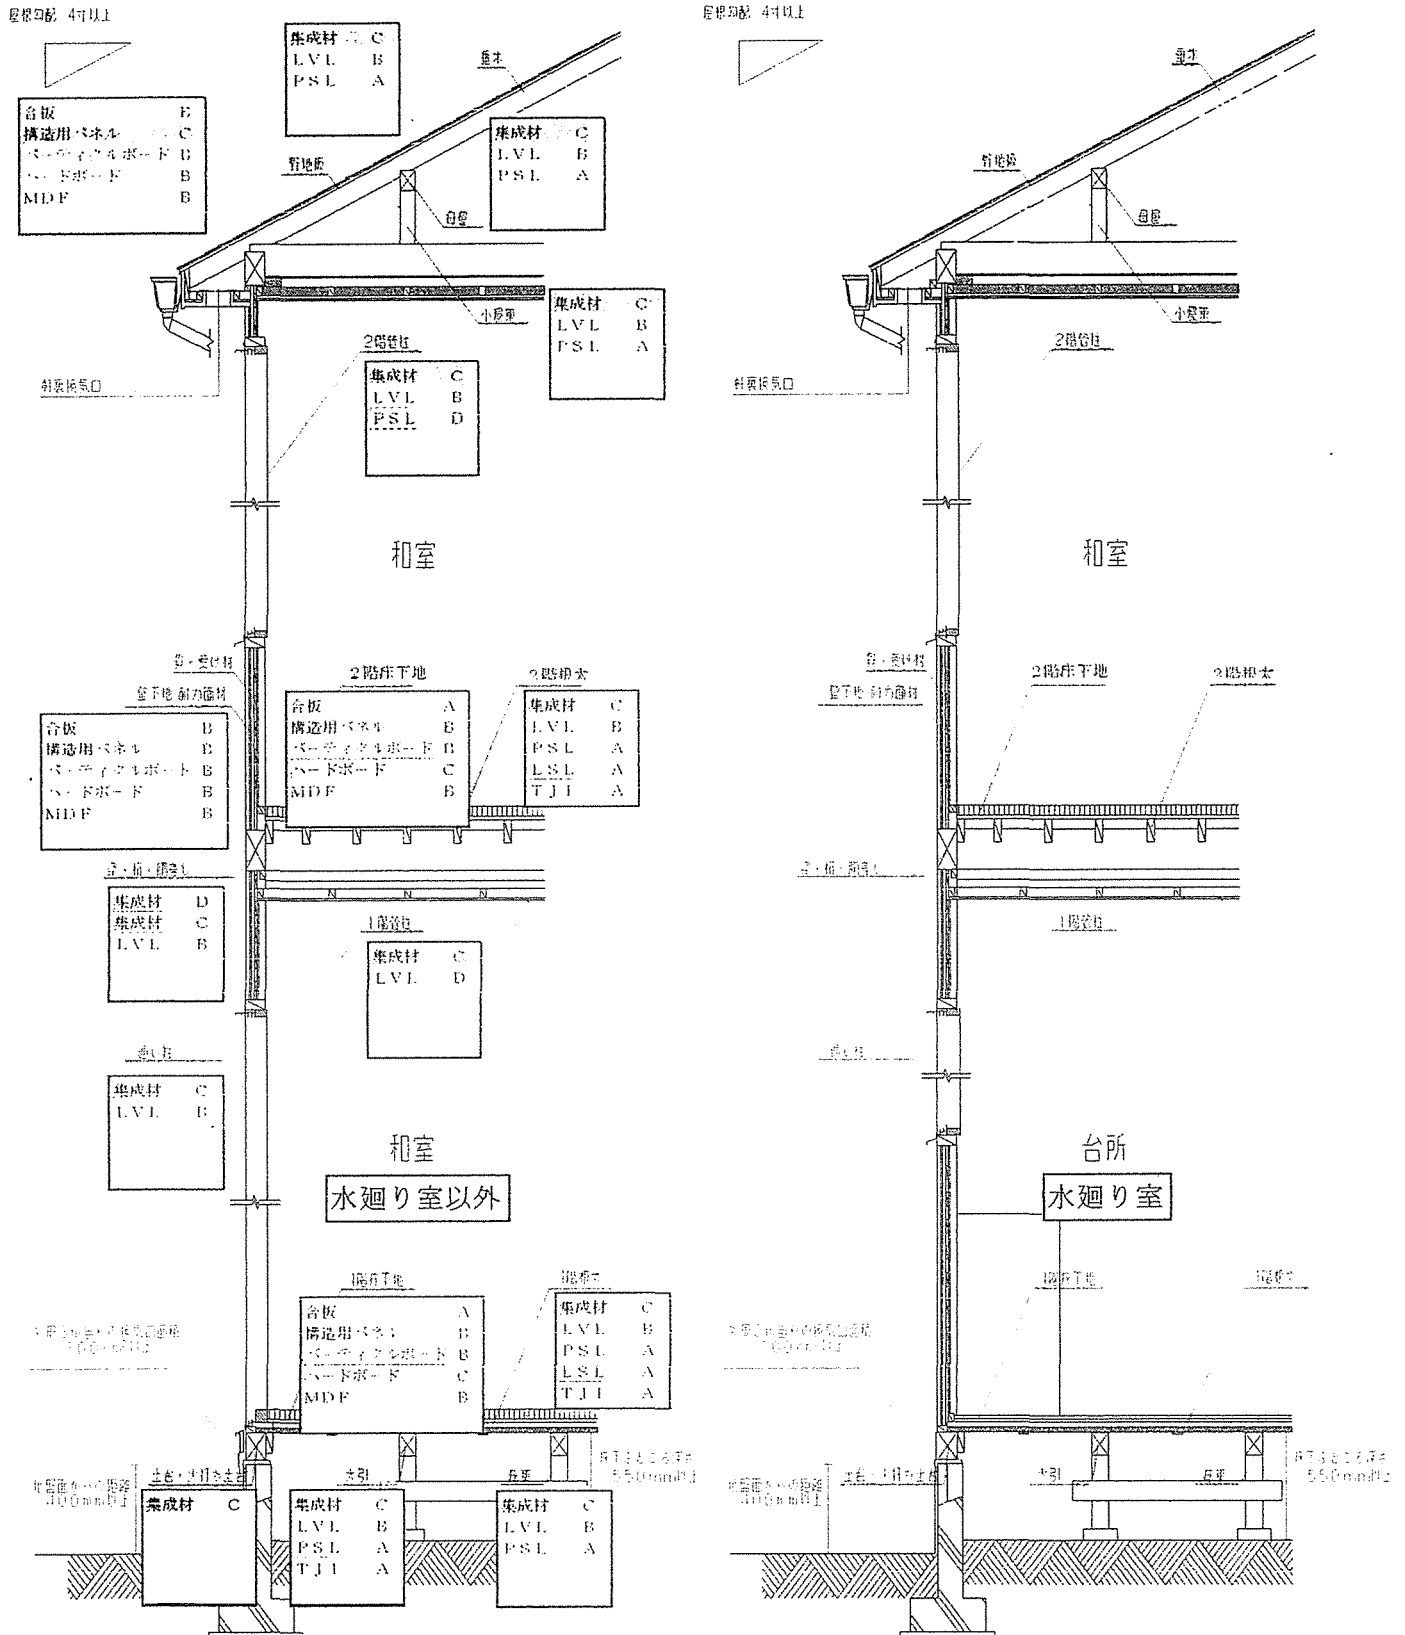 屋根勾配 4寸以上
集成材 C
LVL B
PSL A
垂木
合板 B
構造用パネル C
パーティクルボード B
ハードボード B
MDF B
集成材 C
LVL B
PSL A
野地板
母屋
集成材 C
LVL B
PSL A
小屋束
2階管柱
集成材 C
LVL B
PSL D
軒裏換気口
和室
2階床下地
2階根太
合板 A
構造用パネル B
パーティクルボード B
ハードボード C
MDF B
集成材 C
LVL B
PSL A
LSL A
TJI A
合板 B
構造用パネル B
パーティクルボード B
ハードボード B
MDF B
集成材 D
集成材 C
LVL B
1階管柱
集成材 C
LVL D
通し柱
集成材 C
LVL B
和室
水廻り室以外
1階床下地
1階根太
合板 A
構造用パネル B
パーティクルボード B
ハードボード C
MDF B
集成材 C
LVL B
PSL A
LSL A
TJI A
大引
床束
集成材 C
集成材 C
LVL B
PSL A
TJI A
集成材 C
LVL B
PSL A
屋根勾配 4寸以上
垂木
野地板
母屋
小屋束
2階管柱
軒裏換気口
和室
2階床下地
2階根太
1階管柱
通し柱
台所
水廻り室
1階床下地
1階根太
大引
床束